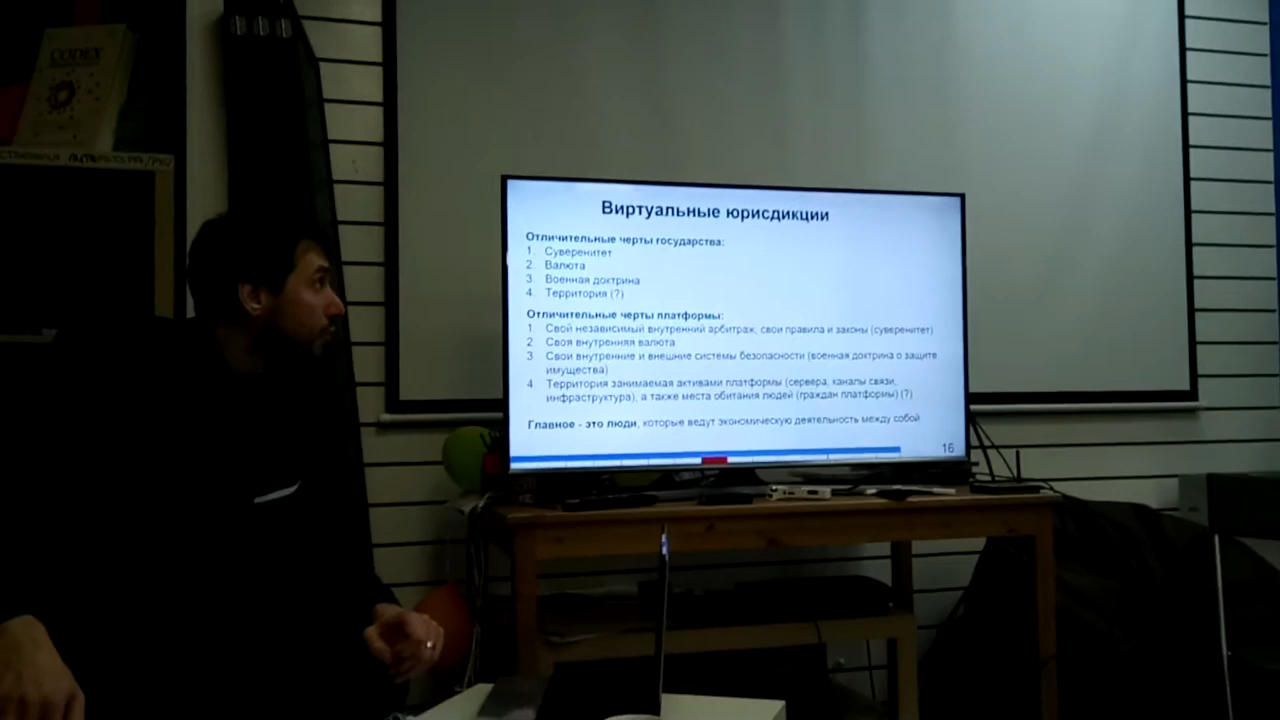 CODEX
Виртуальные юрисдикции
Отличительные черты государства:
1. Суверенитет
2. Валюта
3. Военная доктрина
4. Территория (?)
Отличительные черты платформы:
1. Свой независимый внутренний арбитраж, свои правила и законы (суверенитет)
2 Своя внутренняя валюта
3 Свои внутренние и внешние системы безопасности (военная доктрина о защите
имущества)
4 Территория занимаемая активами платформы (сервера, каналы связи,
инфраструктура), а также места обитания людей (граждан платформы) (?)
Главное - это люди, которые ведут экономическую деятельность между собой
16